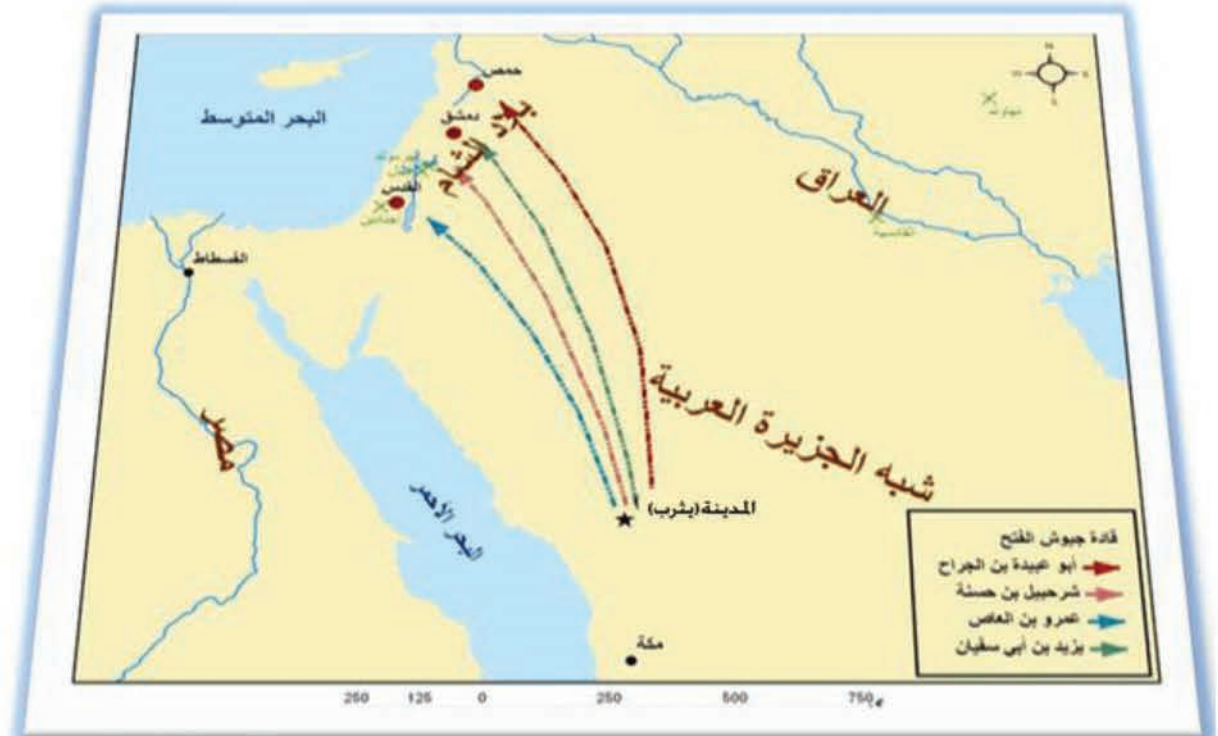 حمص
البحر المتوسط
دمشق
بلاد الشام
القدس
العراق
القادسية
الفسطاط
مصر
البحر الأحمر
شبه الجزيرة العربية
المدينة (يثرب)
مكة
قادة جيوش الفتح
أبو عبيدة بن الجراح
شرحبيل بن حسنة
عمرو بن العاص
يزيد بن أبي سفيان
250 125 0 250 500 750